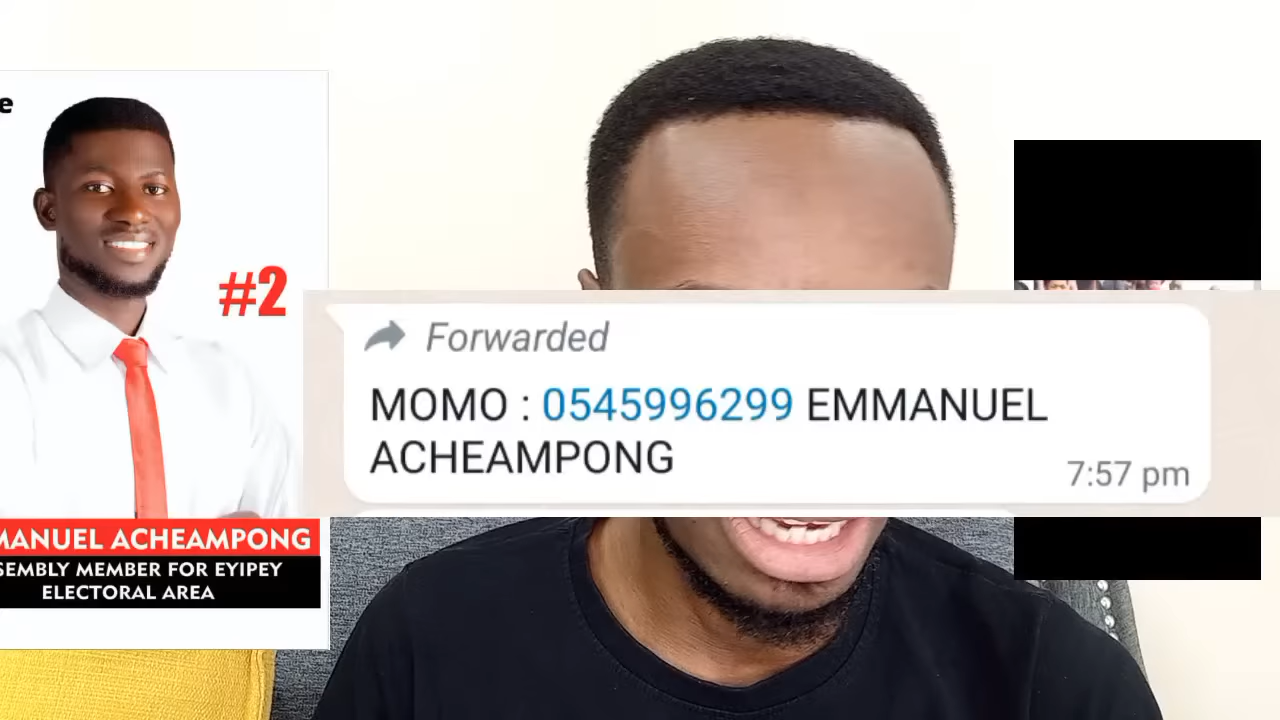 e
#2
MANUEL ACHEAMPONG
SEMBLY MEMBER FOR EYIPEY
ELECTORAL AREA
Forwarded
MOMO : 0545996299 EMMANUEL
ACHEAMPONG
7:57 pm